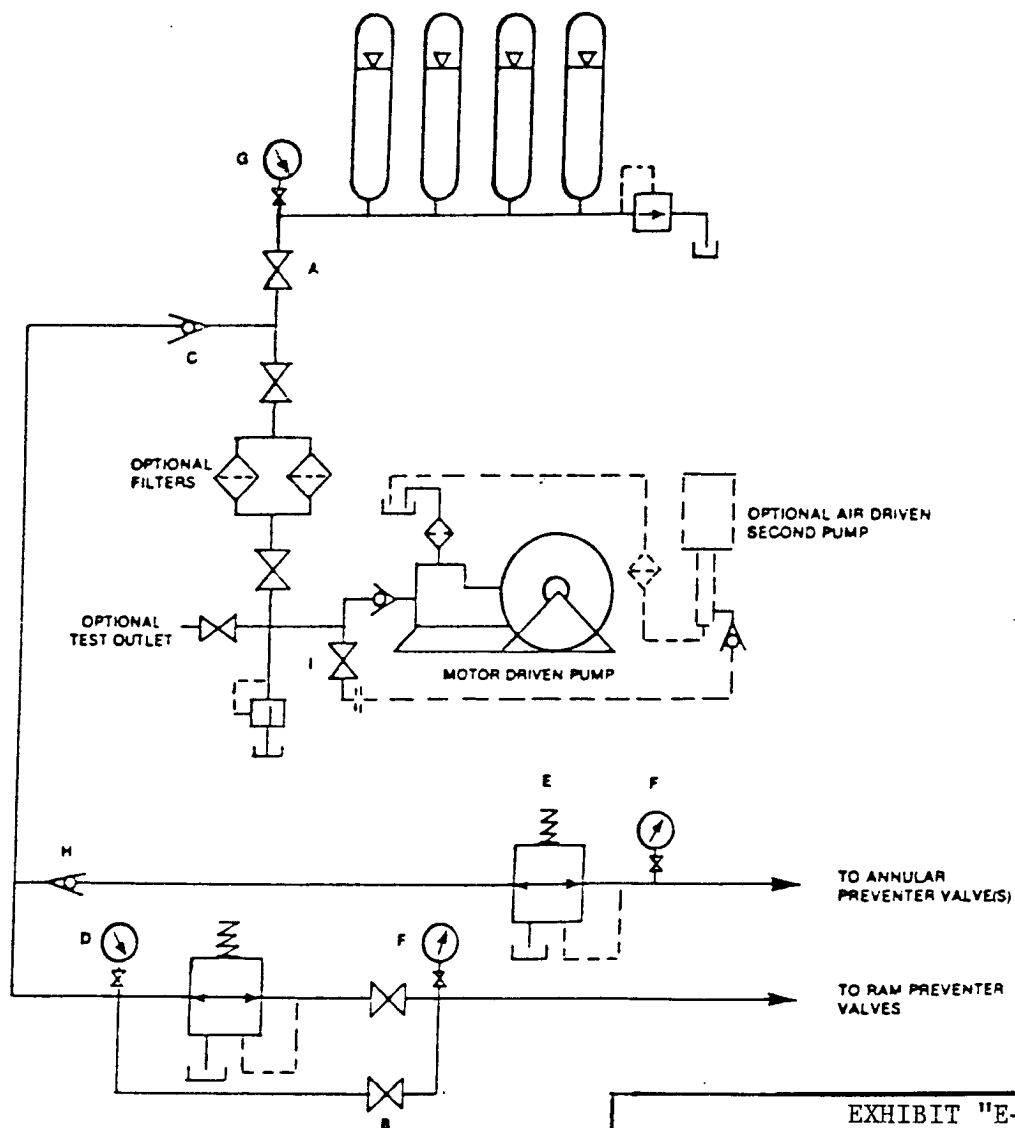 G
A
C
OPTIONAL
FILTERS
OPTIONAL AIR DRIVEN
SECOND PUMP
OPTIONAL
TEST OUTLET
I
MOTOR DRIVEN PUMP
E
F
H
TO ANNULAR
PREVENTER VALVE(S)
D
F
TO RAM PREVENTER
VALVES
B
EXHIBIT "E-